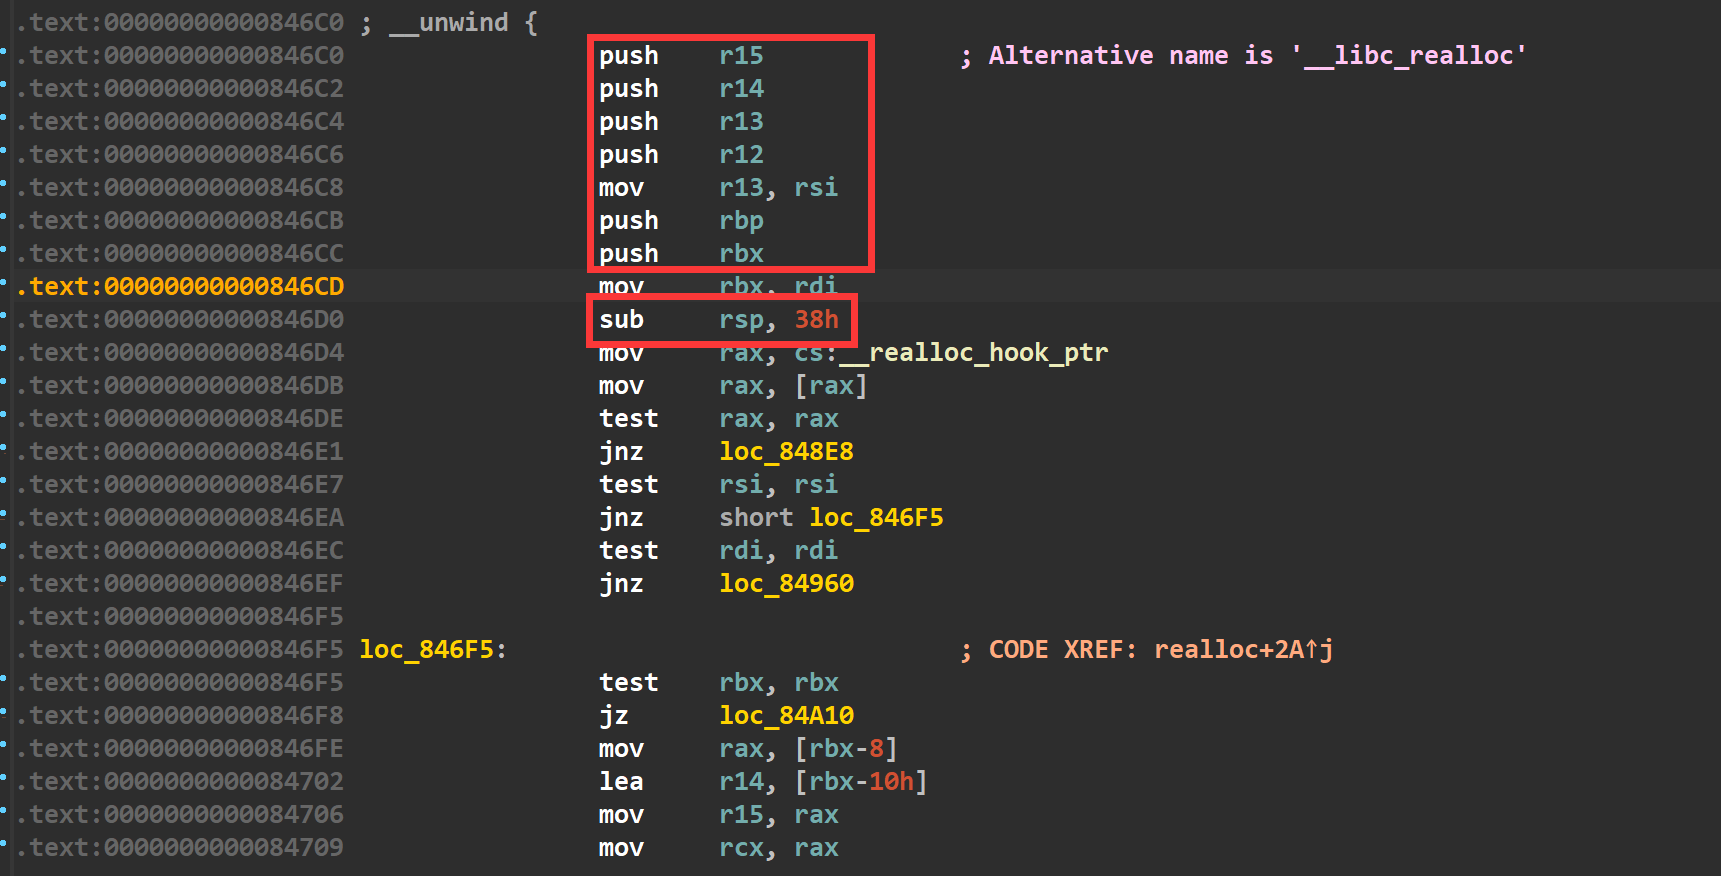 .text:00000000000846C0 ; __unwind {
.text:00000000000846C0 push r15 ; Alternative name is '__libc_realloc'
.text:00000000000846C2 push r14
.text:00000000000846C4 push r13
.text:00000000000846C6 push r12
.text:00000000000846C8 mov r13, rsi
.text:00000000000846CB push rbp
.text:00000000000846CC push rbx
.text:00000000000846CD mov rbx, rdi
.text:00000000000846D0 sub rsp, 38h
.text:00000000000846D4 mov rax, cs:__realloc_hook_ptr
.text:00000000000846DB mov rax, [rax]
.text:00000000000846DE test rax, rax
.text:00000000000846E1 jnz loc_848E8
.text:00000000000846E7 test rsi, rsi
.text:00000000000846EA jnz short loc_846F5
.text:00000000000846EC test rdi, rdi
.text:00000000000846EF jnz loc_84960
.text:00000000000846F5
.text:00000000000846F5 loc_846F5: ; CODE XREF: realloc+2A↑j
.text:00000000000846F5 test rbx, rbx
.text:00000000000846F8 jz loc_84A10
.text:00000000000846FE mov rax, [rbx-8]
.text:0000000000084702 lea r14, [rbx-10h]
.text:0000000000084706 mov r15, rax
.text:0000000000084709 mov rcx, rax